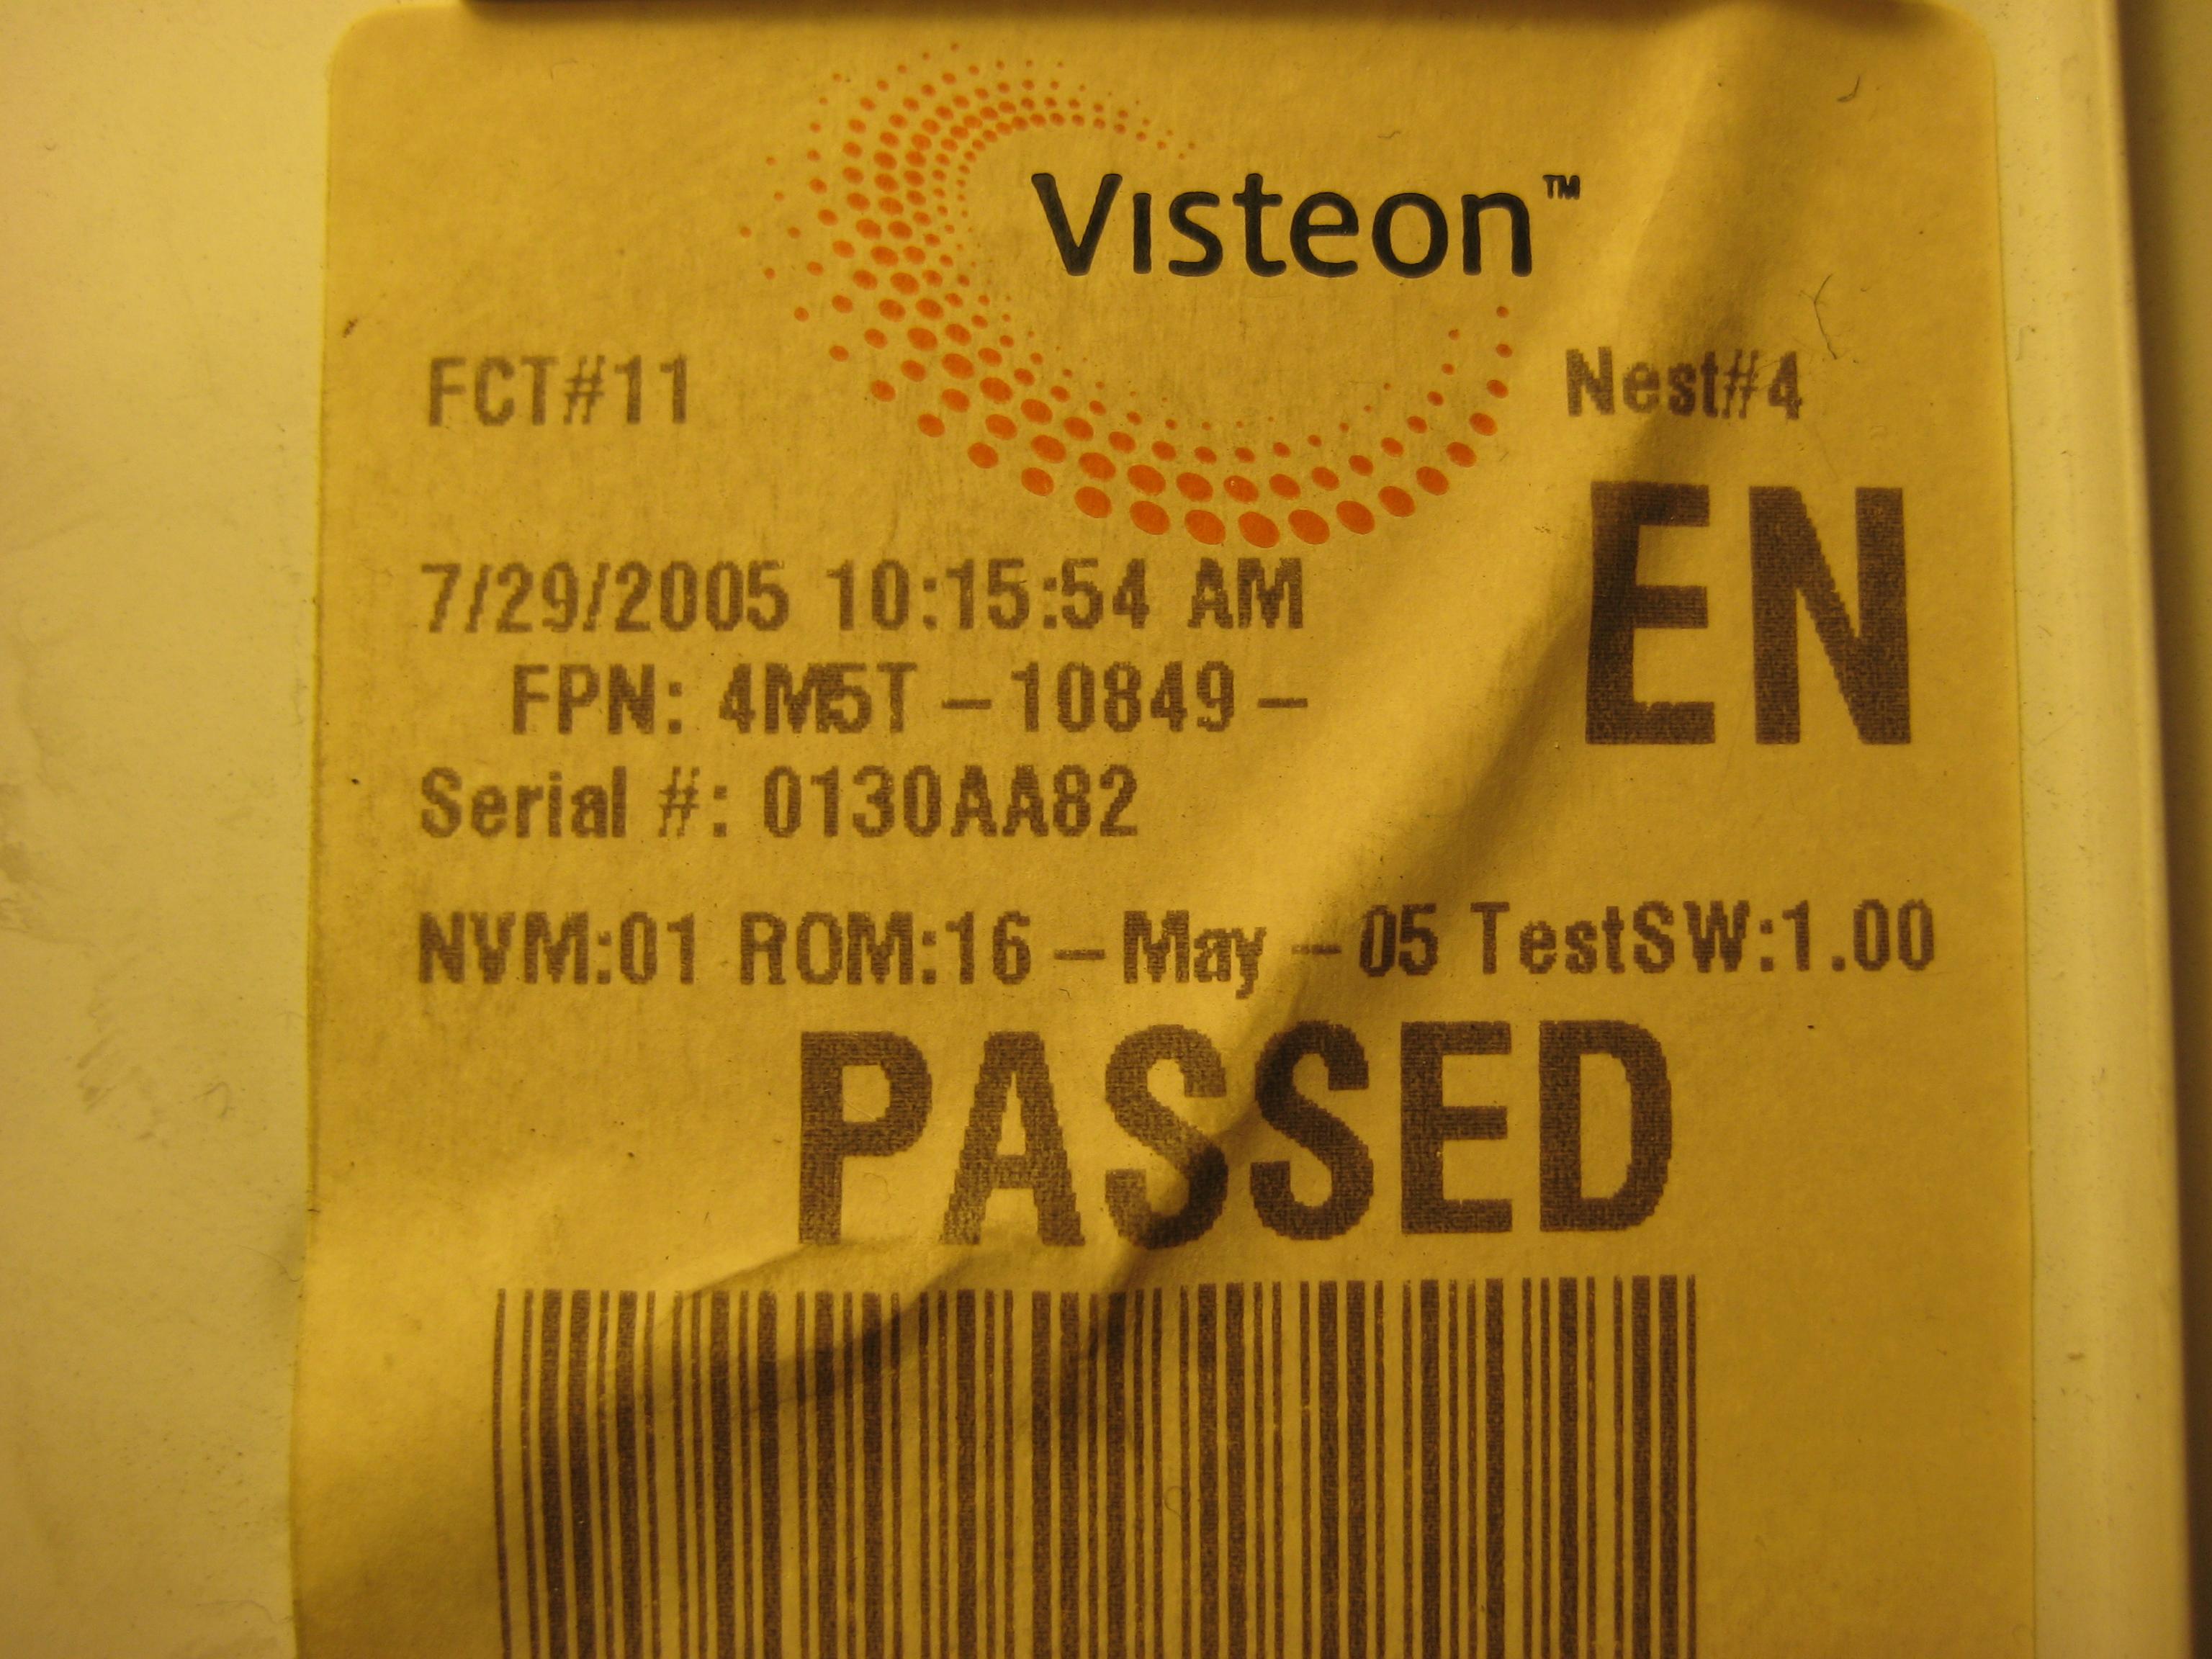 Visteon™
FCT#11
Nest#4
EN
7/29/2005 10:15:54 AM
FPN: 4M5T - 10849 -
Serial #: 0130AA82
NVM:01 ROM:16 - May - 05 TestSW:1.00
PASSED